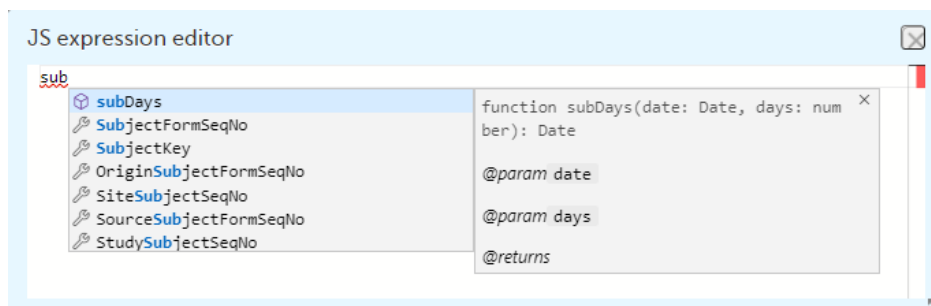 JS expression editor
sub
subDays
SubjectFormSeqNo
SubjectKey
OriginSubjectFormSeqNo
SiteSubjectSeqNo
SourceSubjectFormSeqNo
StudySubjectSeqNo
function subDays(date: Date, days: num
ber): Date
@param date
@param days
@returns